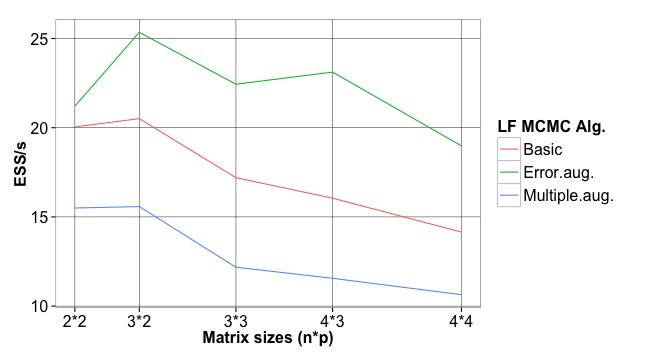 25
20
15
10
ESS/s
2*2 3*2 3*3 4*3 4*4
Matrix sizes (n*p)
LF MCMC Alg.
Basic
Error.aug.
Multiple.aug.